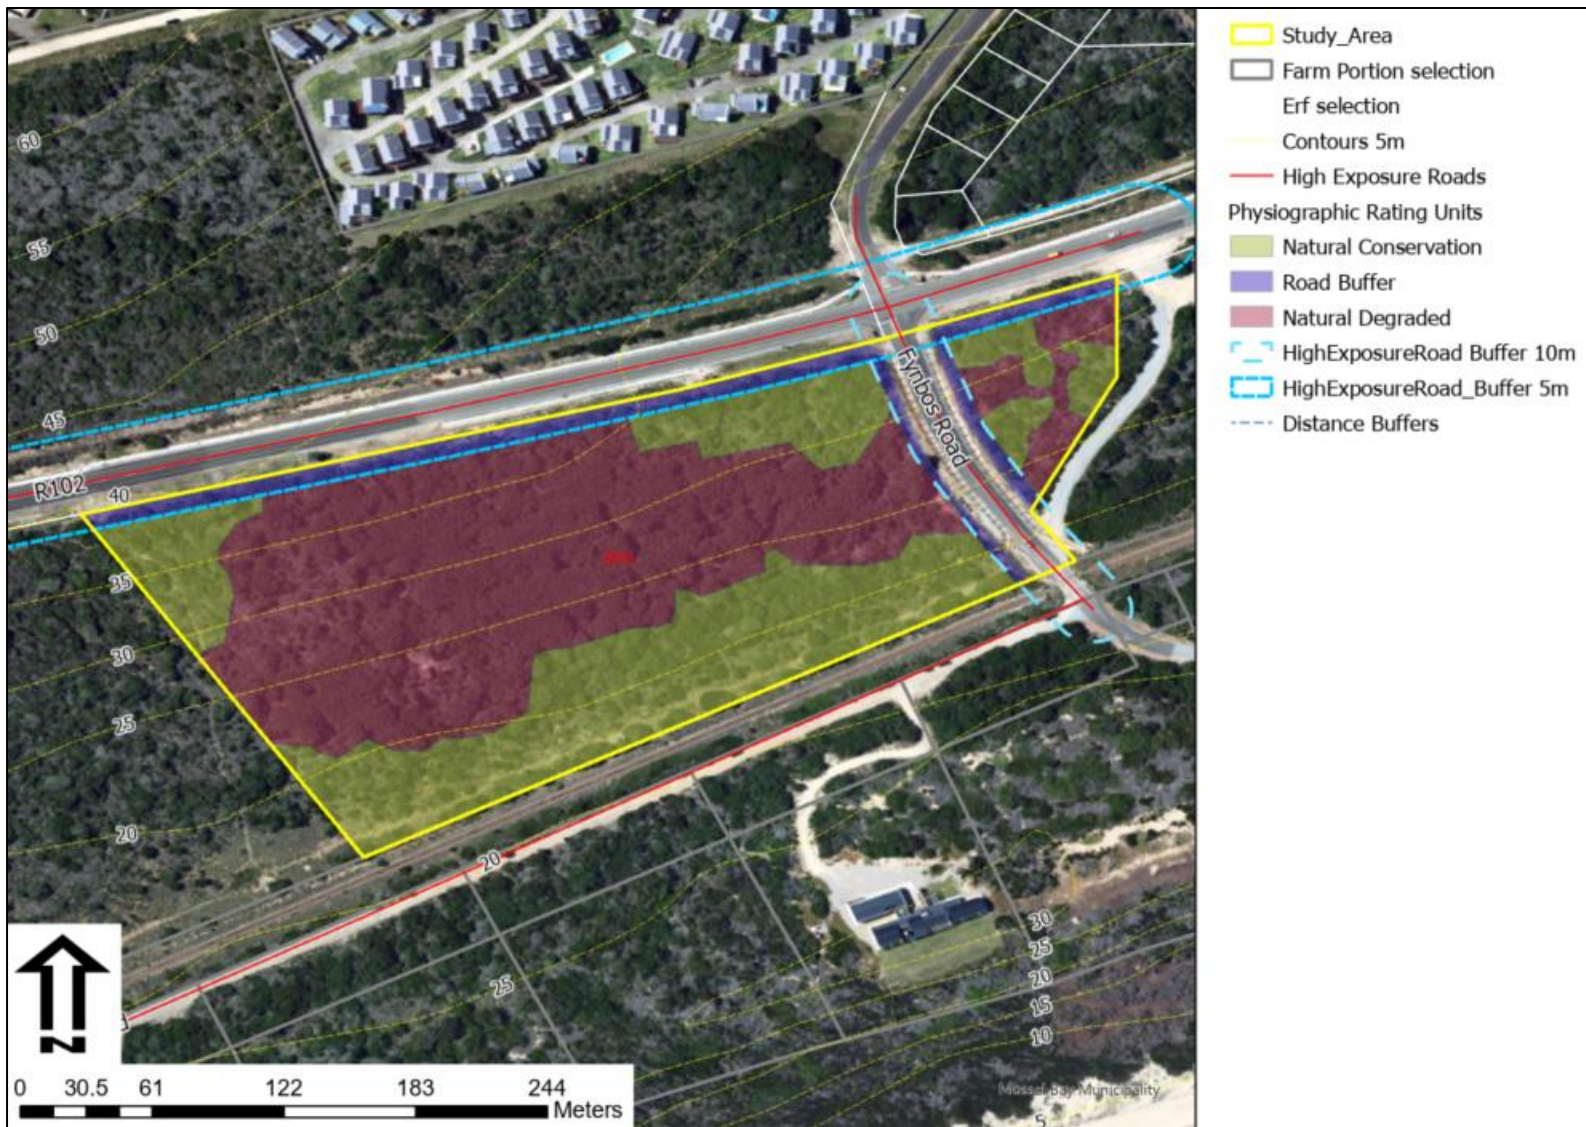 Study_Area
Farm Portion selection
Erf selection
Contours 5m
High Exposure Roads
Physiographic Rating Units
Natural Conservation
Road Buffer
Natural Degraded
HighExposureRoad Buffer 10m
HighExposureRoad_Buffer 5m
Distance Buffers
60
55
50
45
R102
40
Fynbos Road
35
30
25
20
20
25
30
25
20
15
10
5
Mossel Bay Municipality
N
0 30.5 61 122 183 244
Meters